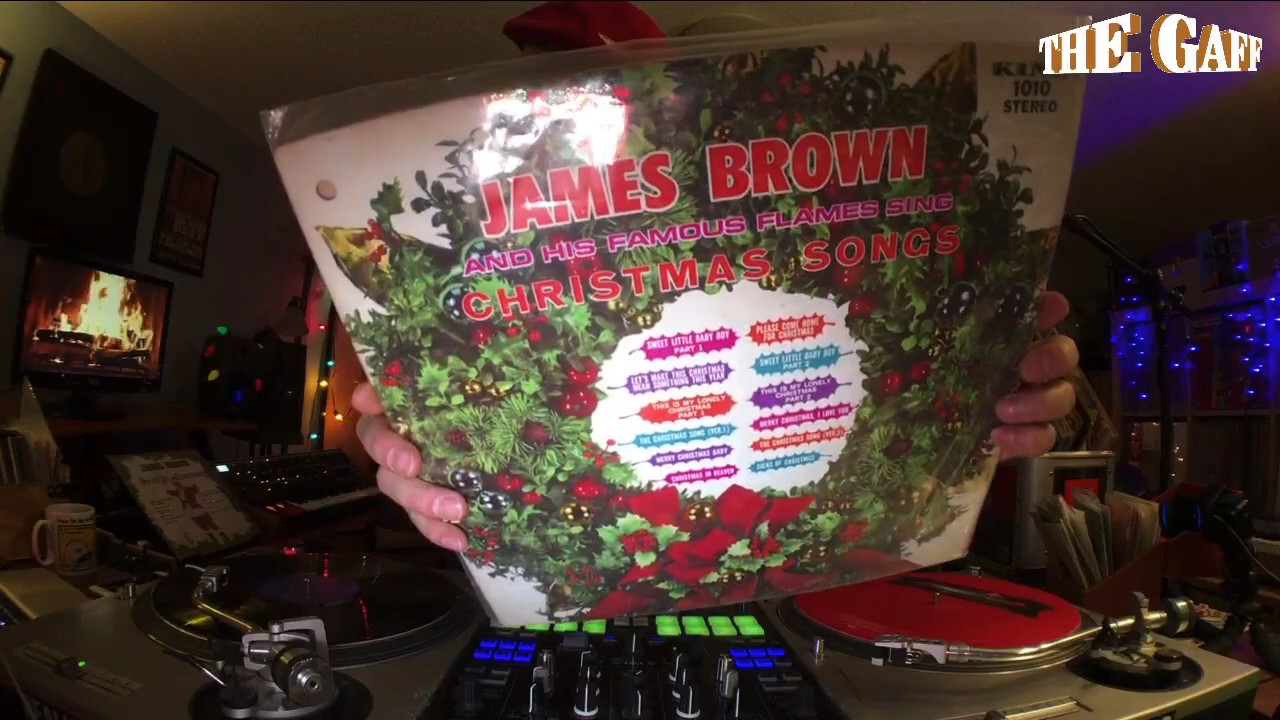 THE GAFF
KING
1010
STEREO
JAMES BROWN
AND HIS FAMOUS FLAMES SING
CHRISTMAS SONGS
SWEET LITTLE BABY BOY
PART 1
LET'S MAKE THIS CHRISTMAS
MEAN SOMETHING THIS YEAR
THIS IS MY LONELY
CHRISTMAS
PART 1
THE CHRISTMAS SONG (VER.1)
MERRY CHRISTMAS BABY
CHRISTMAS IN HEAVEN
PLEASE COME HOME
FOR CHRISTMAS
SWEET LITTLE BABY BOY
PART 2
THIS IS MY LONELY
CHRISTMAS
PART 2
MERRY CHRISTMAS, I LOVE YOU
THE CHRISTMAS SONG (VER.2)
SIGNS OF CHRISTMAS